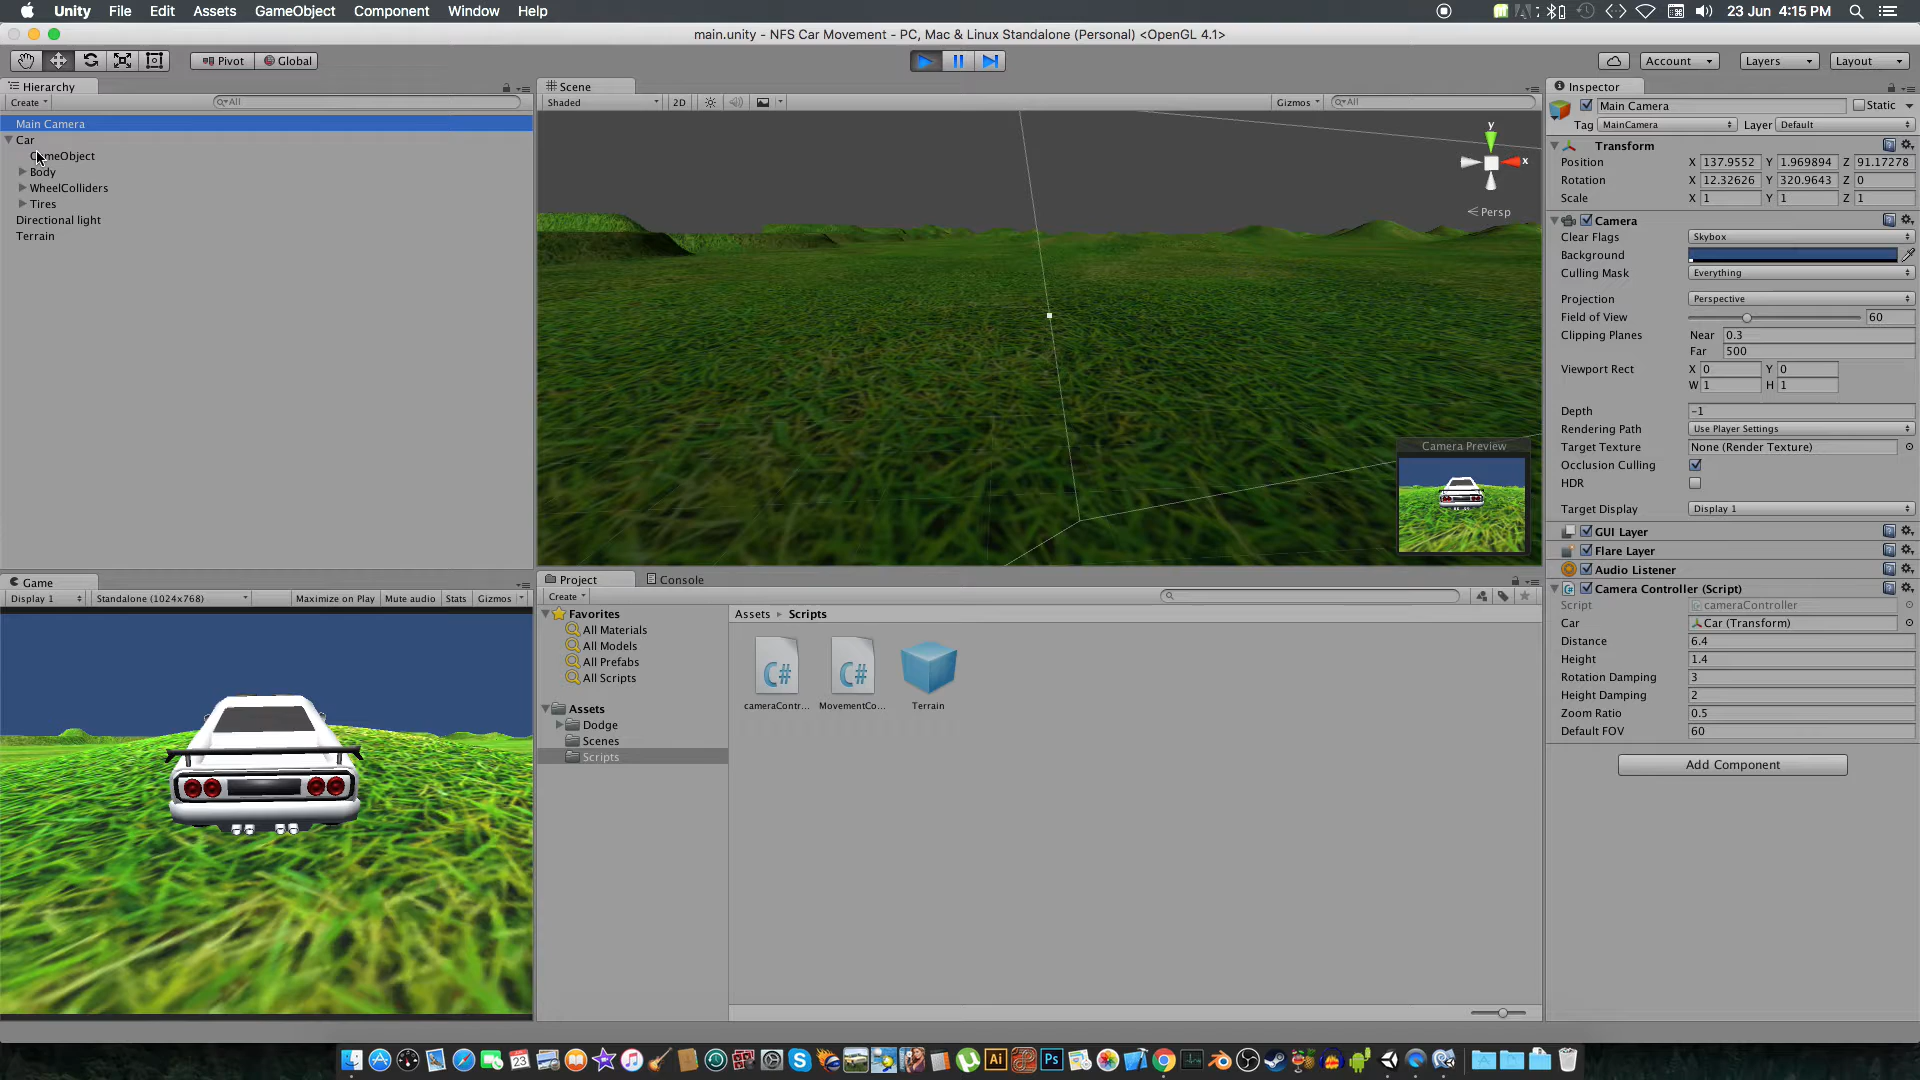 Unity File Edit Assets GameObject Component Window Help
23 Jun 4:15 PM
main.unity - NFS Car Movement - PC, Mac & Linux Standalone (Personal) <OpenGL 4.1>
Pivot Global
Account Layers Layout
Hierarchy
Create All
Main Camera
Car
GameObject
Body
WheelColliders
Tires
Directional light
Terrain
Scene
Shaded 2D Gizmos All
y
x
Persp
Camera Preview
Inspector
Main Camera Static
Tag MainCamera Layer Default
Transform
Position X 137.9552 Y 1.969894 Z 91.17278
Rotation X 12.32626 Y 320.9643 Z 0
Scale X 1 Y 1 Z 1
Camera
Clear Flags Skybox
Background
Culling Mask Everything
Projection Perspective
Field of View 60
Clipping Planes Near 0.3
Far 500
Viewport Rect X 0 Y 0
W 1 H 1
Depth -1
Rendering Path Use Player Settings
Target Texture None (Render Texture)
Occlusion Culling
HDR
Target Display Display 1
GUI Layer
Flare Layer
Audio Listener
Camera Controller (Script)
Script cameraController
Car Car (Transform)
Distance 6.4
Height 1.4
Rotation Damping 3
Height Damping 2
Zoom Ratio 0.5
Default FOV 60
Add Component
Game
Display 1 Standalone (1024x768) Maximize on Play Mute audio Stats Gizmos
Project Console
Create
Favorites
All Materials
All Models
All Prefabs
All Scripts
Assets
Dodge
Scenes
Scripts
Assets Scripts
C# C#
cameraContr... MovementCo... Terrain
23 Ai Ps